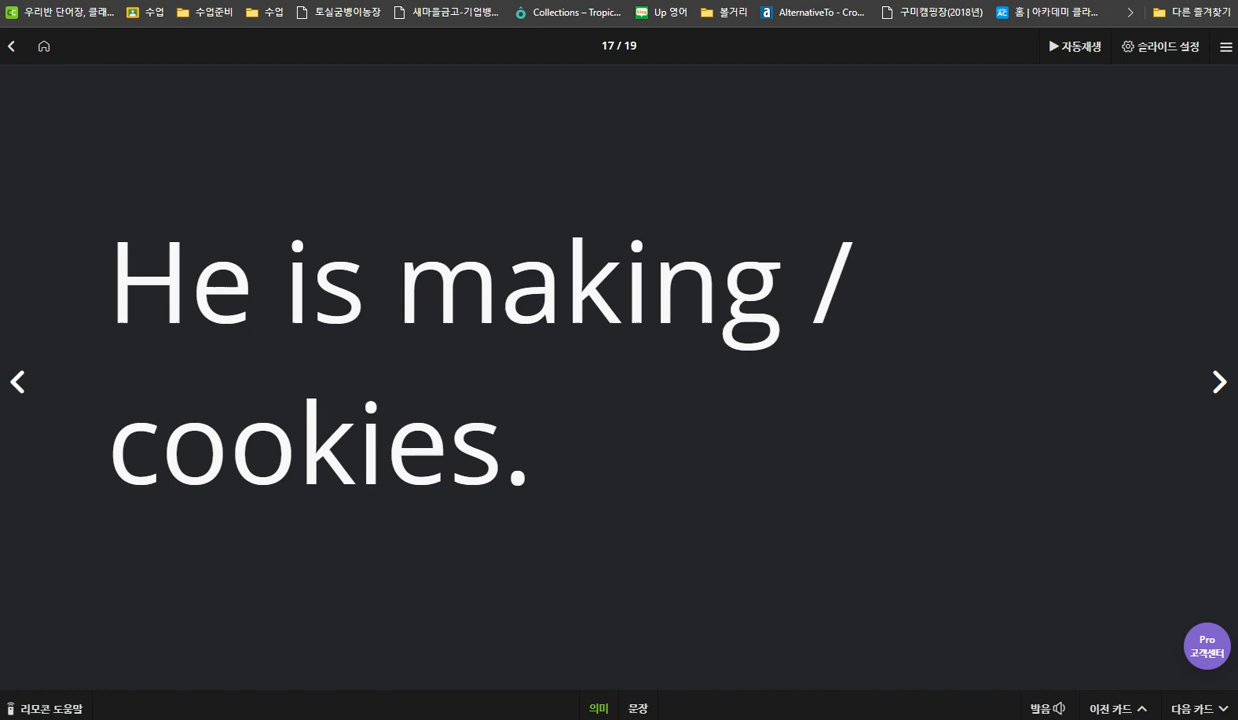 우리반 단어장, 클래... 수업 수업준비 수업 토실궁벵이농장 새마을금고-기업뱅... Collections – Tropic... Up 영어 볼거리 AlternativeTo - Cro... 구미캠핑장(2018년) 홈 | 아카데미 클라... 다른 즐겨찾기
17 / 19 자동재생 슬라이드 설정
He is making /
cookies.
Pro
고객센터
리모콘 도움말 의미 문장 발음 이전 카드 다음 카드